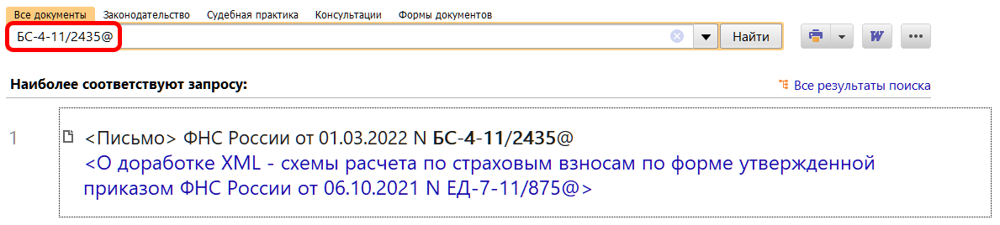 Все документы Законодательство Судебная практика Консультации Формы документов
БС-4-11/2435@ Найти W
Наиболее соответствуют запросу: Все результаты поиска
1 <Письмо> ФНС России от 01.03.2022 N БС-4-11/2435@
<О доработке XML - схемы расчета по страховым взносам по форме утвержденной
приказом ФНС России от 06.10.2021 N ЕД-7-11/875@>